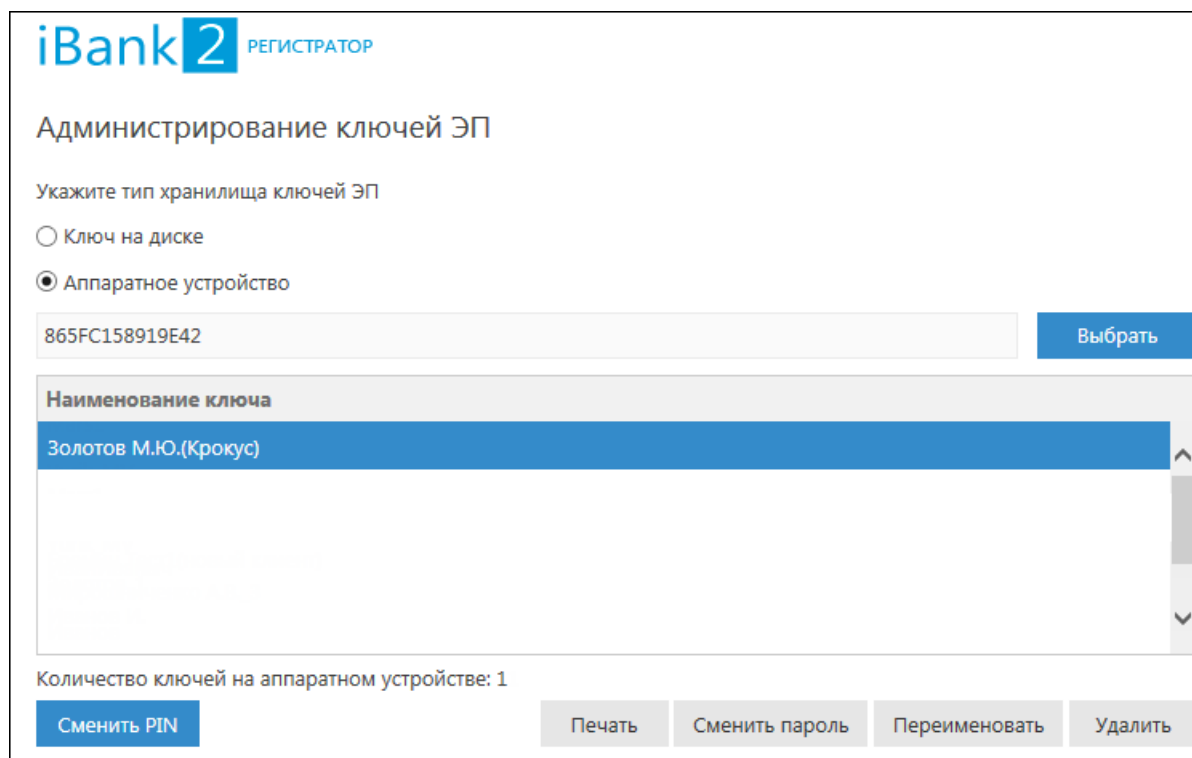 iBank 2 РЕГИСТРАТОР
Администрирование ключей ЭП
Укажите тип хранилища ключей ЭП
Ключ на диске
Аппаратное устройство
865FC158919E42 Выбрать
Наименование ключа
Золотов М.Ю.(Крокус)
Количество ключей на аппаратном устройстве: 1
Сменить PIN Печать Сменить пароль Переименовать Удалить